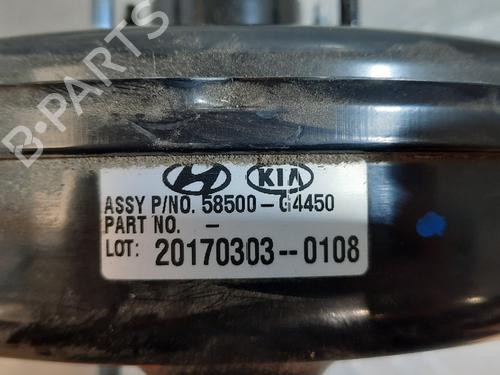 B-PARTS
KIA
ASSY P/NO. 58500-G4450
PART NO. -
LOT: 20170303--0108